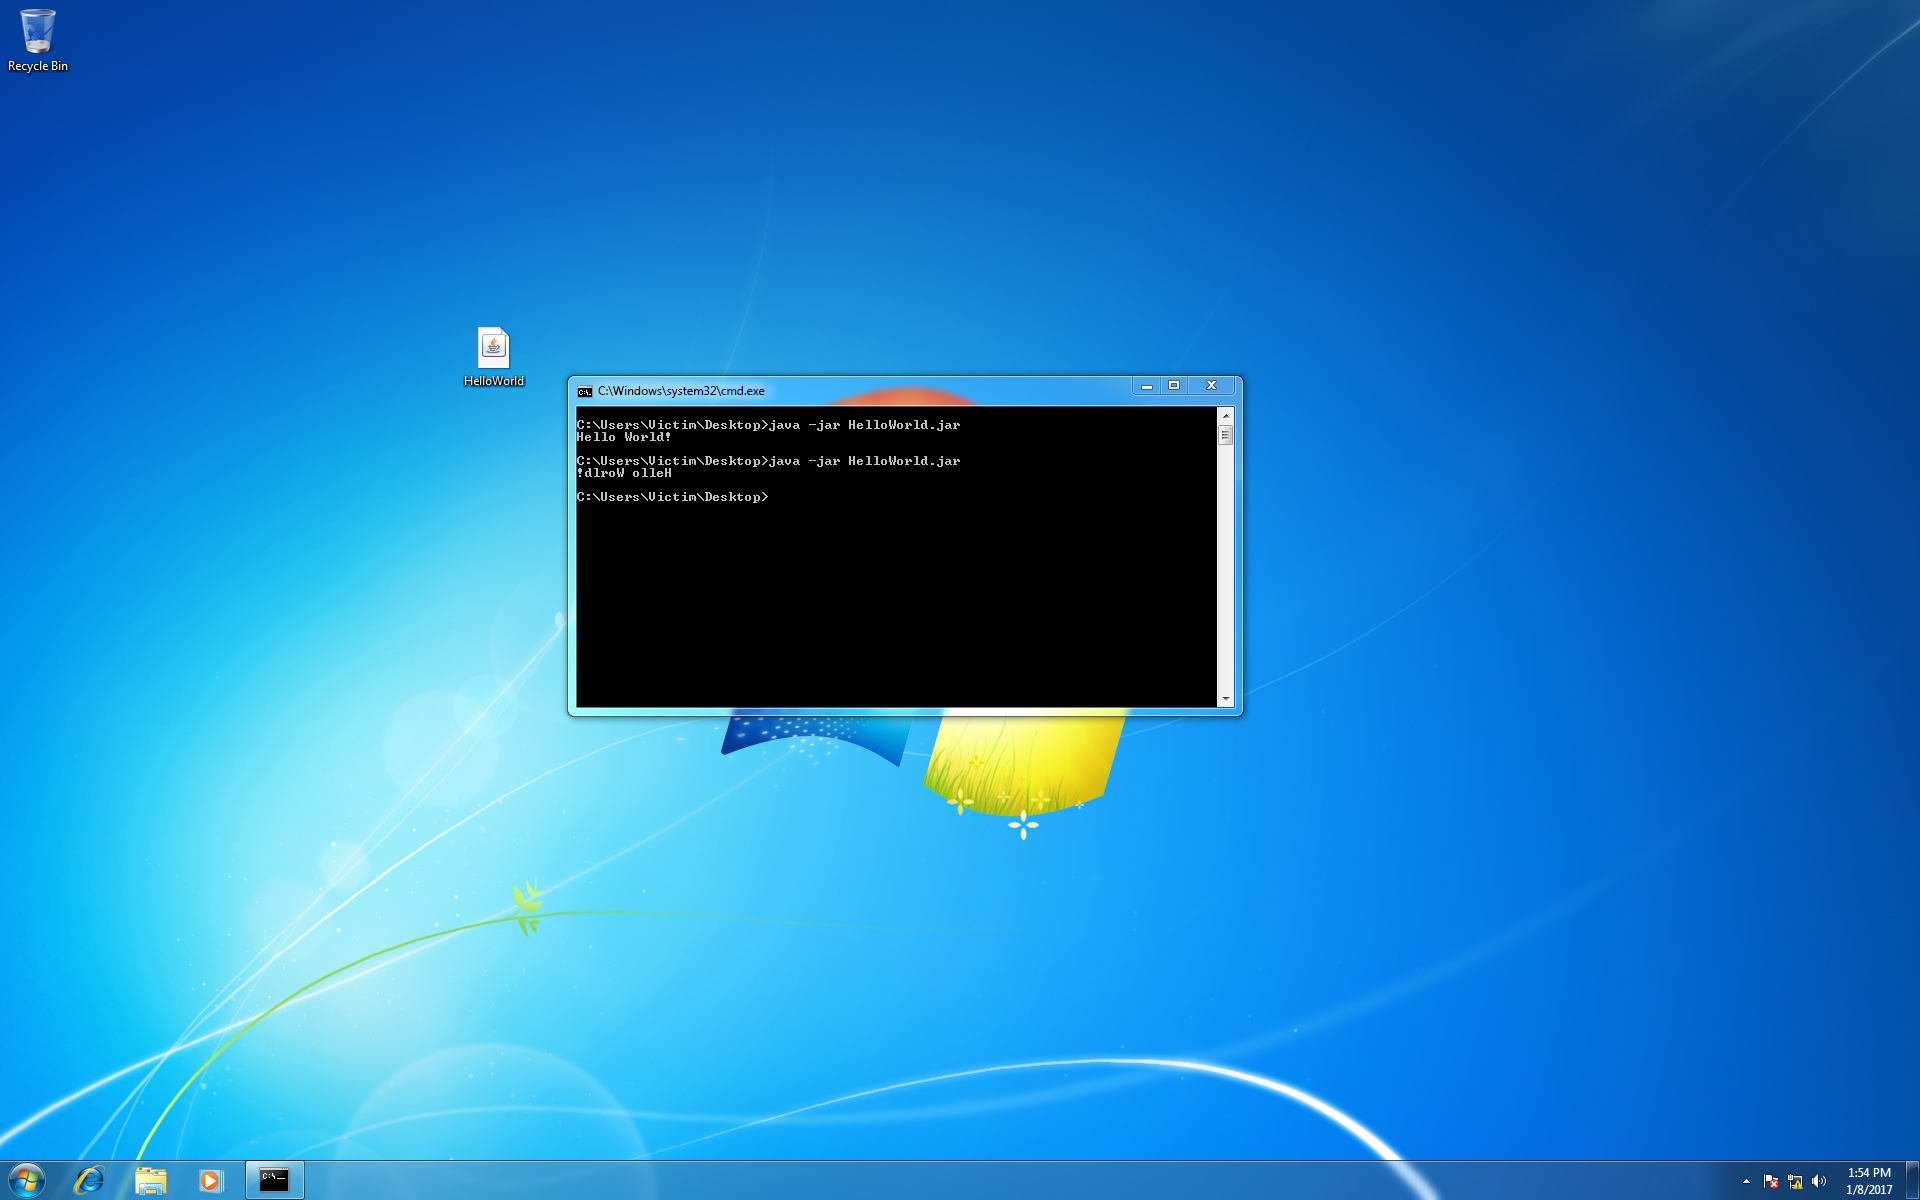 Recycle Bin
HelloWorld
C:\Windows\system32\cmd.exe
C:\Users\Victim\Desktop>java -jar HelloWorld.jar
Hello World!
C:\Users\Victim\Desktop>java -jar HelloWorld.jar
!dlroW olleH
C:\Users\Victim\Desktop>
1:54 PM
1/8/2017